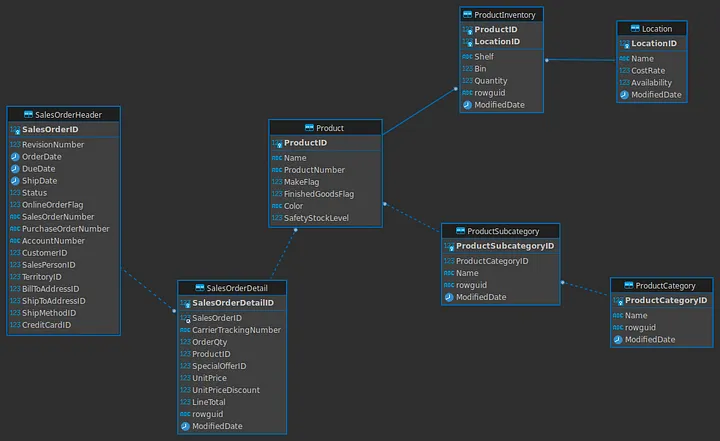 SalesOrderHeader
123 SalesOrderID
123 RevisionNumber
OrderDate
DueDate
ShipDate
123 Status
123 OnlineOrderFlag
ABC SalesOrderNumber
ABC PurchaseOrderNumber
ABC AccountNumber
123 CustomerID
123 SalesPersonID
123 TerritoryID
123 BillToAddressID
123 ShipToAddressID
123 ShipMethodID
123 CreditCardID
SalesOrderDetail
123 SalesOrderDetailID
123 SalesOrderID
ABC CarrierTrackingNumber
123 OrderQty
123 ProductID
123 SpecialOfferID
123 UnitPrice
123 UnitPriceDiscount
123 LineTotal
ABC rowguid
ModifiedDate
Product
123 ProductID
ABC Name
ABC ProductNumber
123 MakeFlag
123 FinishedGoodsFlag
ABC Color
123 SafetyStockLevel
ProductInventory
123 ProductID
123 LocationID
ABC Shelf
123 Bin
123 Quantity
ABC rowguid
ModifiedDate
Location
123 LocationID
ABC Name
123 CostRate
123 Availability
ModifiedDate
ProductSubcategory
123 ProductSubcategoryID
123 ProductCategoryID
ABC Name
ABC rowguid
ModifiedDate
ProductCategory
123 ProductCategoryID
ABC Name
ABC rowguid
ModifiedDate